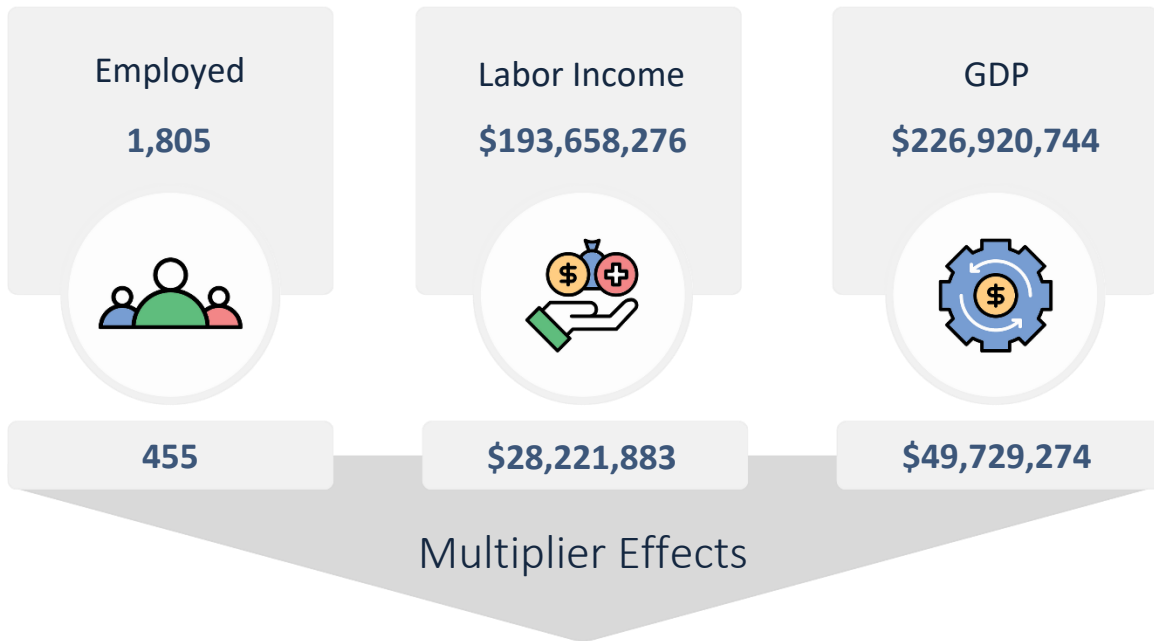 Employed
1,805
Labor Income
$193,658,276
GDP
$226,920,744
455
$28,221,883
$49,729,274
Multiplier Effects